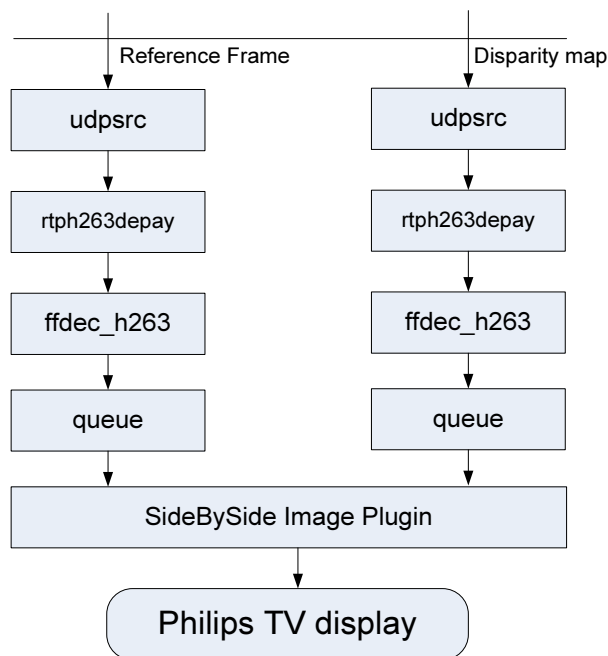 Reference Frame
Disparity map
udpsrc
udpsrc
rtph263depay
rtph263depay
ffdec_h263
ffdec_h263
queue
queue
SideBySide Image Plugin
Philips TV display